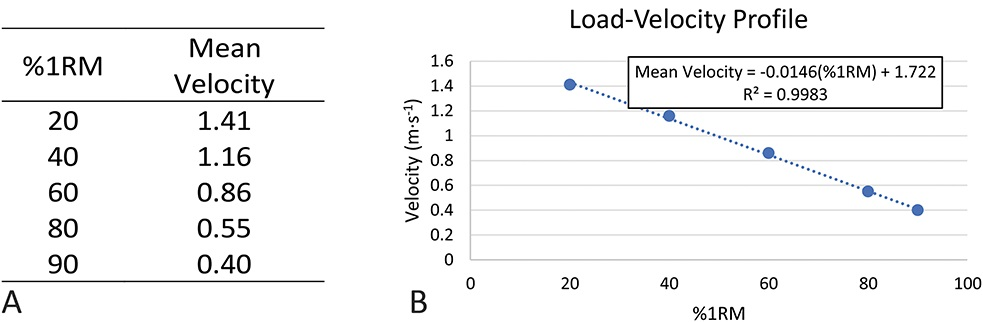 %1RM Mean Velocity
20 1.41
40 1.16
60 0.86
80 0.55
90 0.40
A
Load-Velocity Profile
Mean Velocity = -0.0146(%1RM) + 1.722
R² = 0.9983
Velocity (m·s⁻¹)
1.6
1.4
1.2
1
0.8
0.6
0.4
0.2
0
0 20 40 60 80 100
%1RM
B